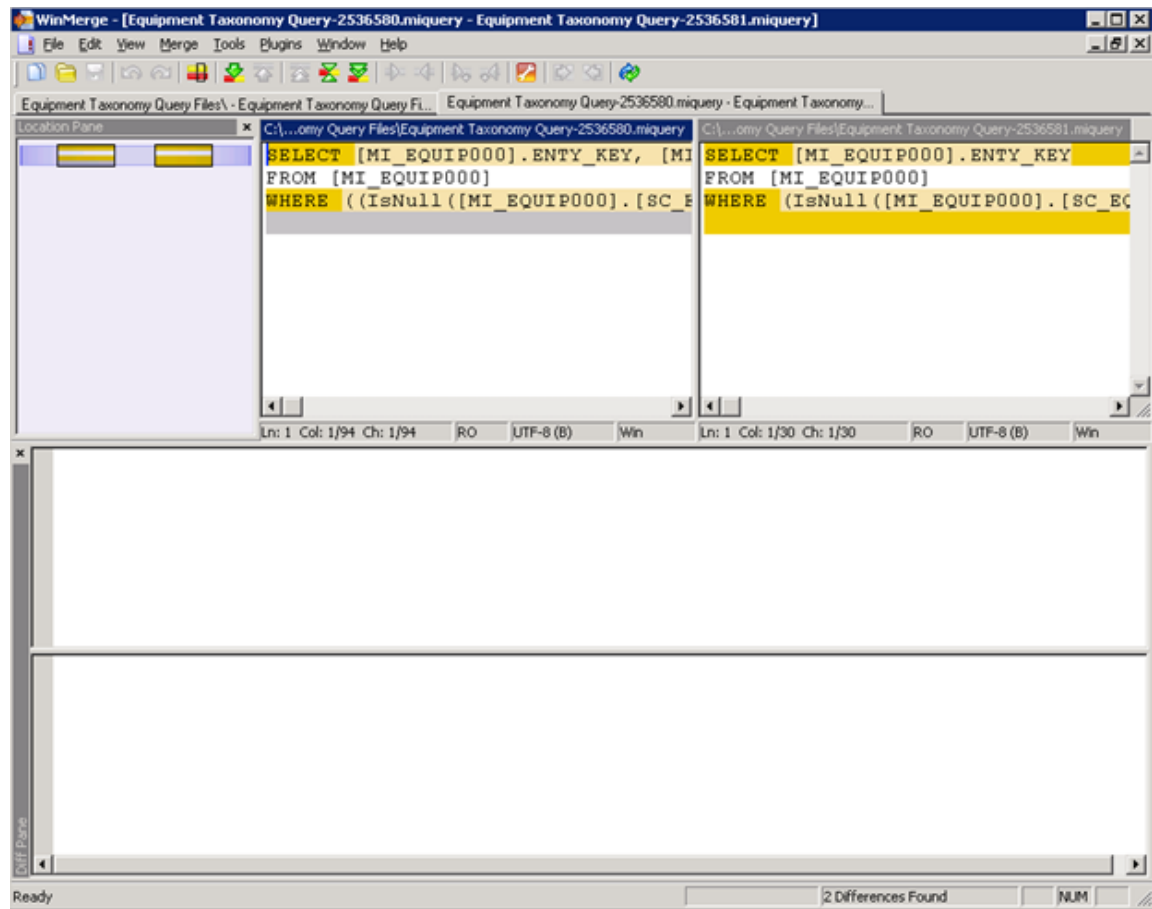 WinMerge - [Equipment Taxonomy Query-2536580.miquery - Equipment Taxonomy Query-2536581.miquery]
File Edit View Merge Tools Plugins Window Help
Equipment Taxonomy Query Files\ - Equipment Taxonomy Query Fi... Equipment Taxonomy Query-2536580.miquery - Equipment Taxonomy...
Location Pane
C:\...omy Query Files\Equipment Taxonomy Query-2536580.miquery
SELECT [MI_EQUIP000].ENTY_KEY, [MI
FROM [MI_EQUIP000]
WHERE ((IsNull([MI_EQUIP000].[SC_E
Ln: 1 Col: 1/94 Ch: 1/94 RO UTF-8 (B) Win
C:\...omy Query Files\Equipment Taxonomy Query-2536581.miquery
SELECT [MI_EQUIP000].ENTY_KEY
FROM [MI_EQUIP000]
WHERE (IsNull([MI_EQUIP000].[SC_EQ
Ln: 1 Col: 1/30 Ch: 1/30 RO UTF-8 (B) Win
Diff Pane
Ready 2 Differences Found NUM